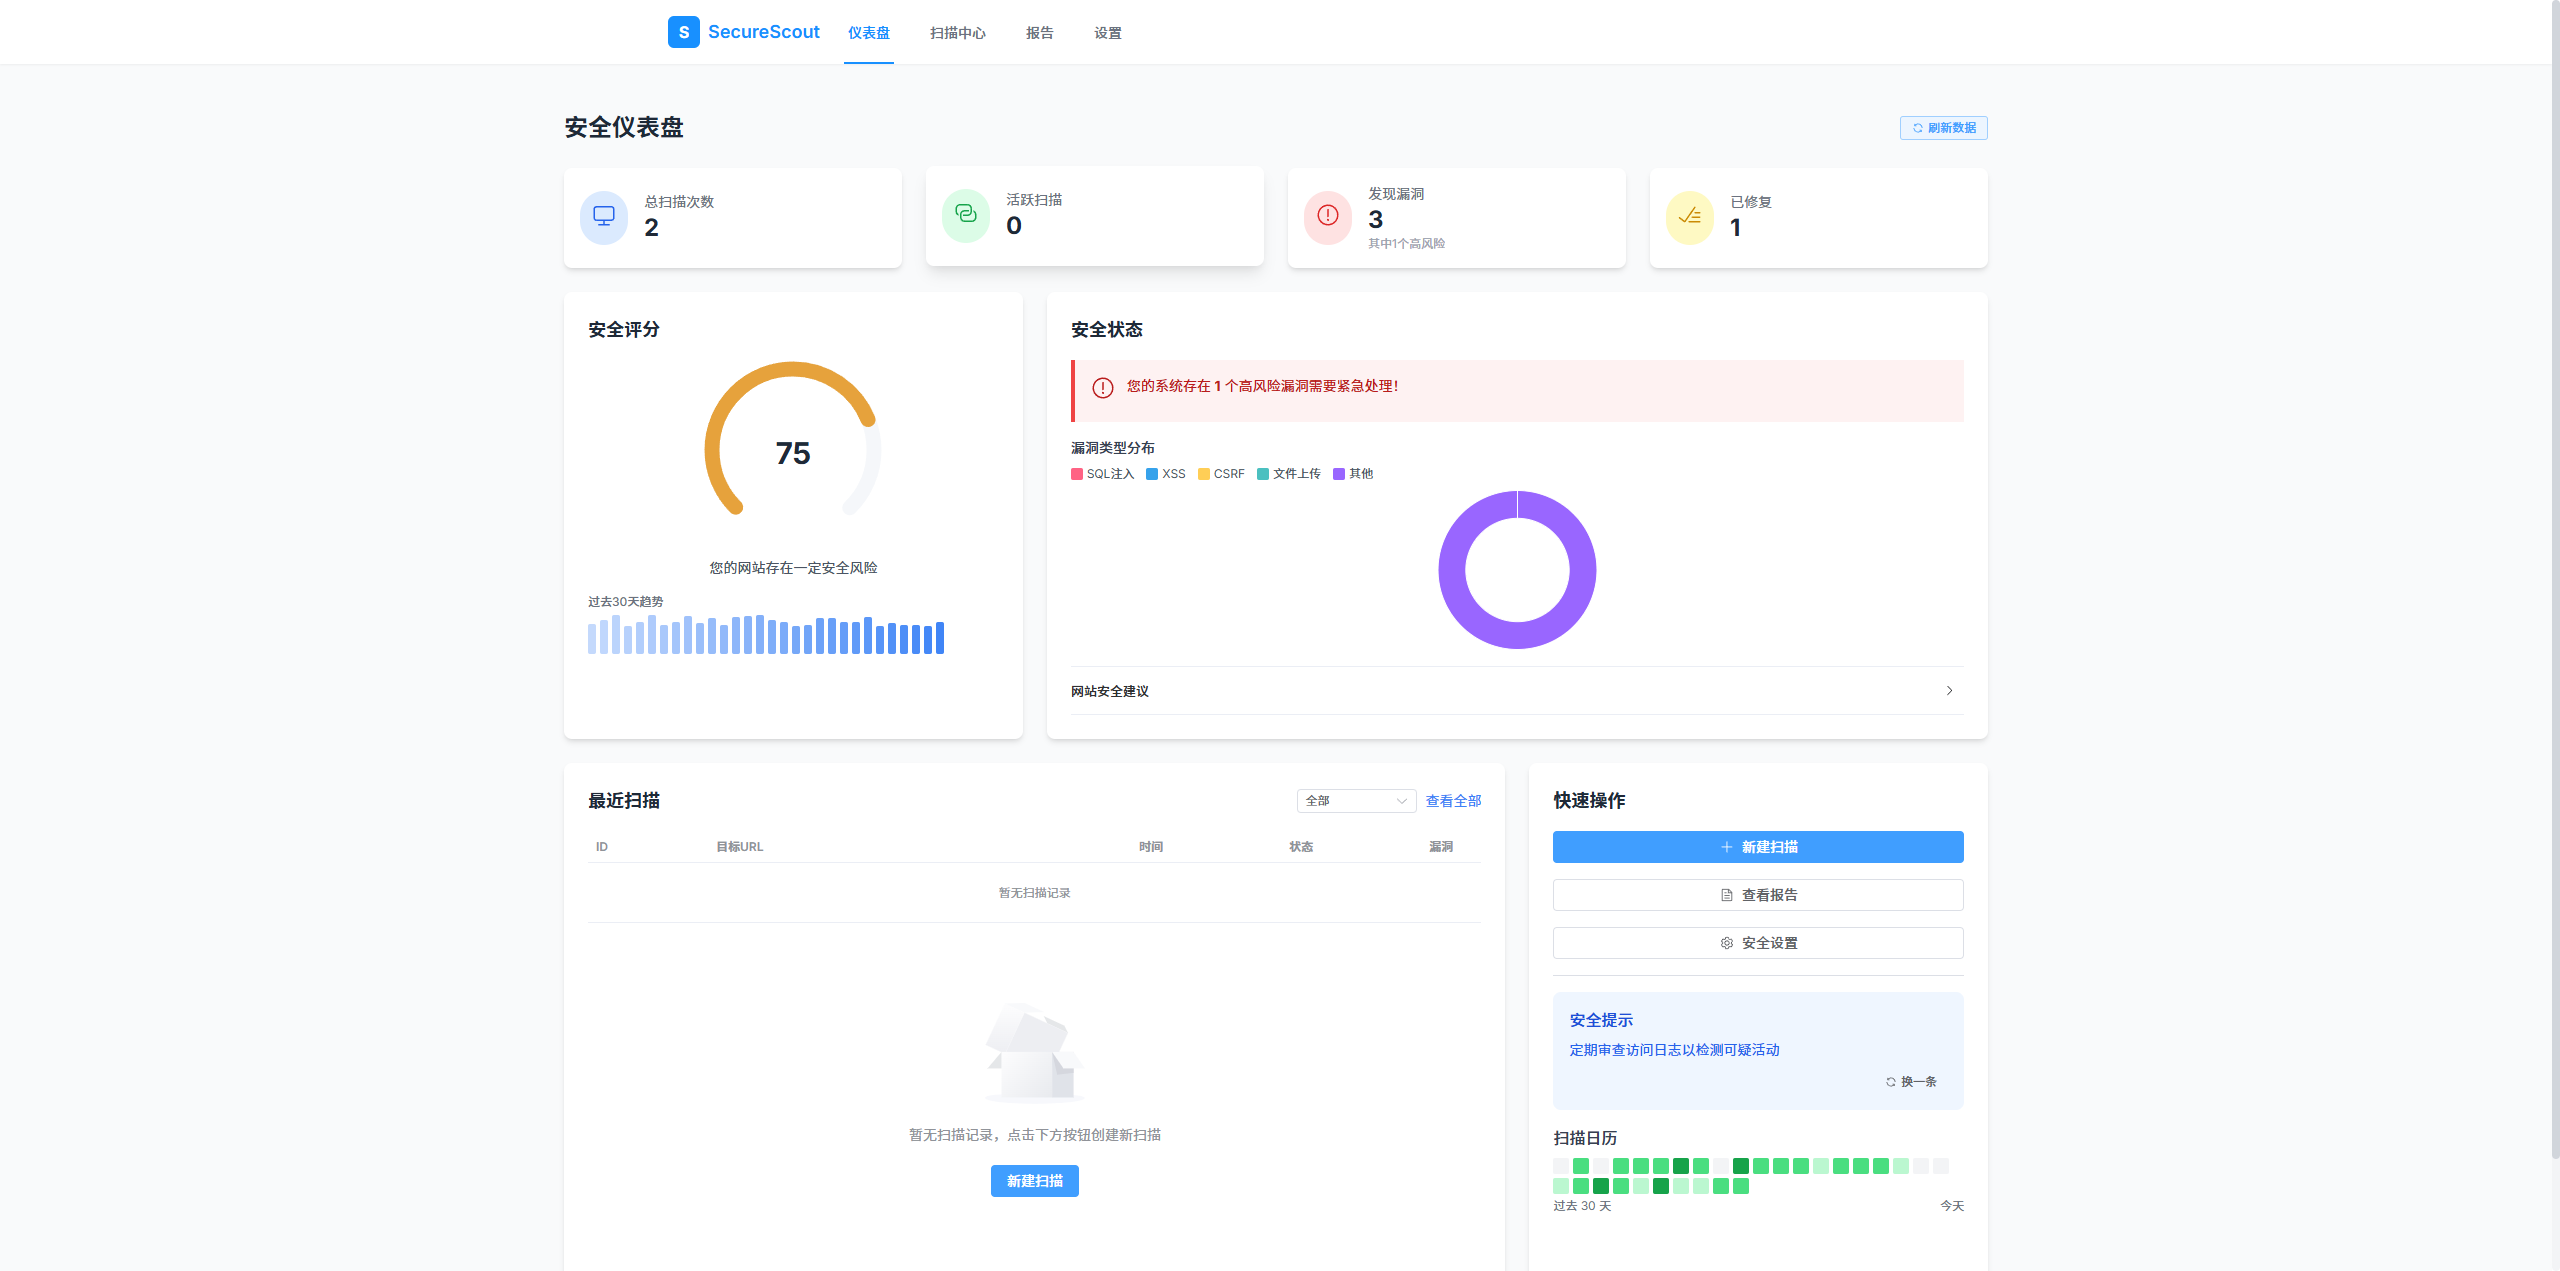 S SecureScout 仪表盘 扫描中心 报告 设置
安全仪表盘 刷新数据
总扫描次数
2
活跃扫描
0
发现漏洞
3
其中1个高风险
已修复
1
安全评分
75
您的网站存在一定安全风险
过去30天趋势
安全状态
您的系统存在 1 个高风险漏洞需要紧急处理！
漏洞类型分布
SQL注入 XSS CSRF 文件上传 其他
网站安全建议
最近扫描 全部 查看全部
ID 目标URL 时间 状态 漏洞
暂无扫描记录
暂无扫描记录，点击下方按钮创建新扫描
新建扫描
快速操作
新建扫描
查看报告
安全设置
安全提示
定期审查访问日志以检测可疑活动
换一条
扫描日历
过去 30 天 今天